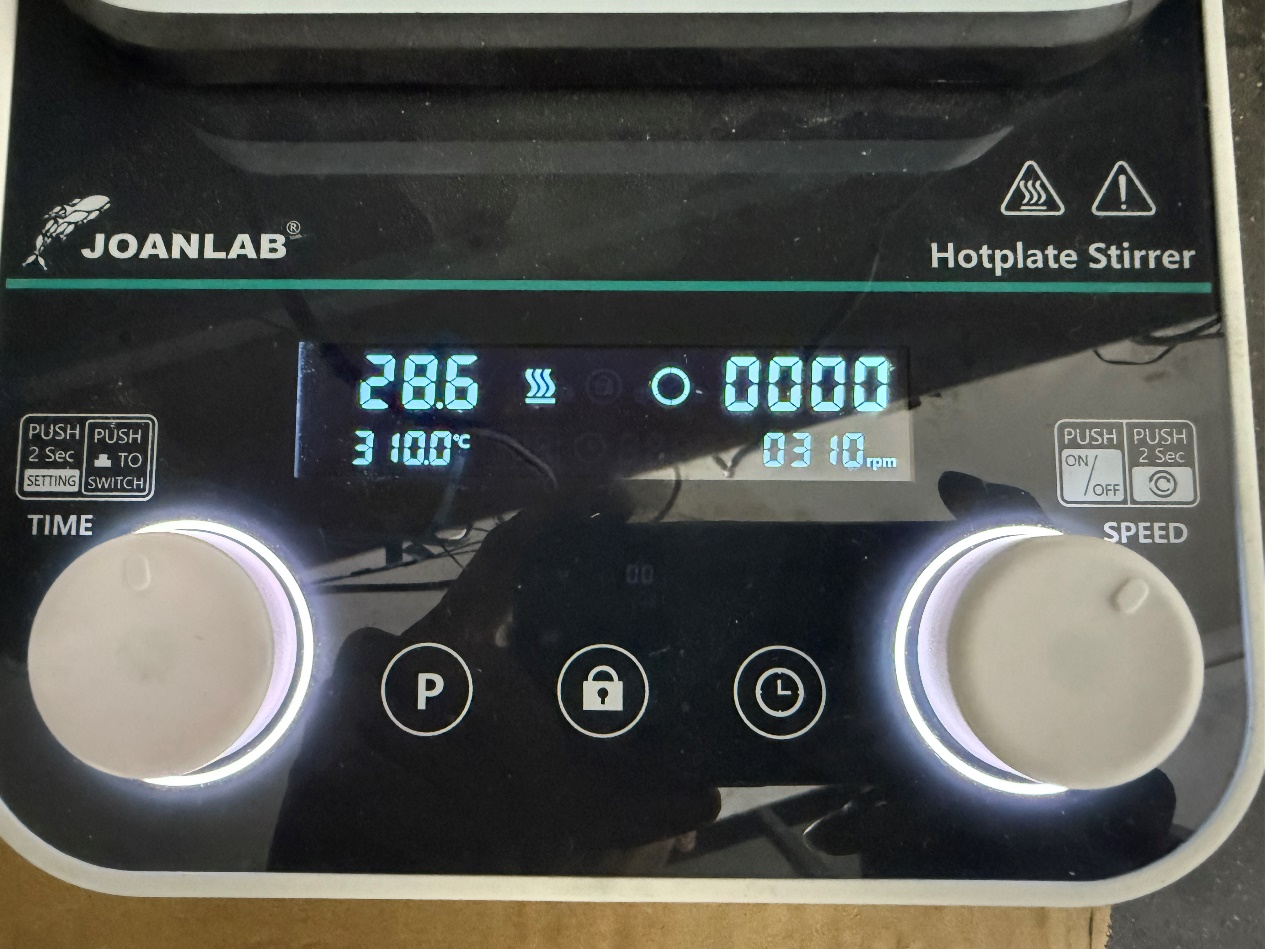 JOANLAB®
Hotplate Stirrer
28.6
0000
310.0°C
0310rpm
PUSH
2 Sec
SETTING
PUSH
TO
SWITCH
TIME
PUSH
ON/OFF
PUSH
2 Sec
C
SPEED
P